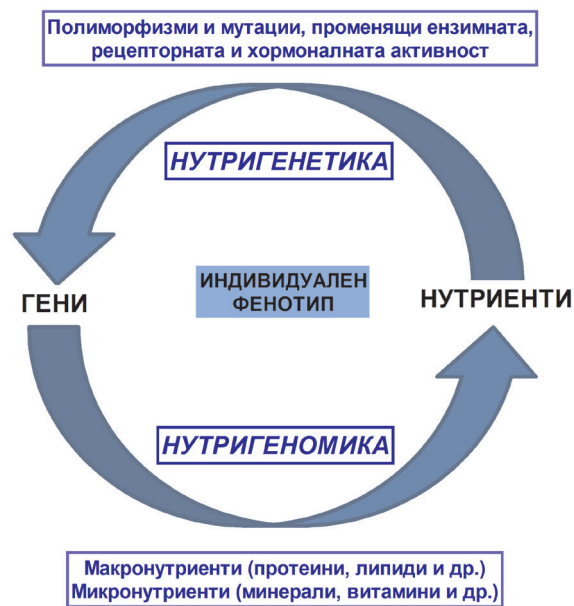 Полиморфизми и мутации, променящи ензимната,
рецепторната и хормоналната активност
НУТРИГЕНЕТИКА
ИНДИВИДУАЛЕН
ФЕНОТИП
ГЕНИ
НУТРИЕНТИ
НУТРИГЕНОМИКА
Макронутриенти (протеини, липиди и др.)
Микронутриенти (минерали, витамини и др.)